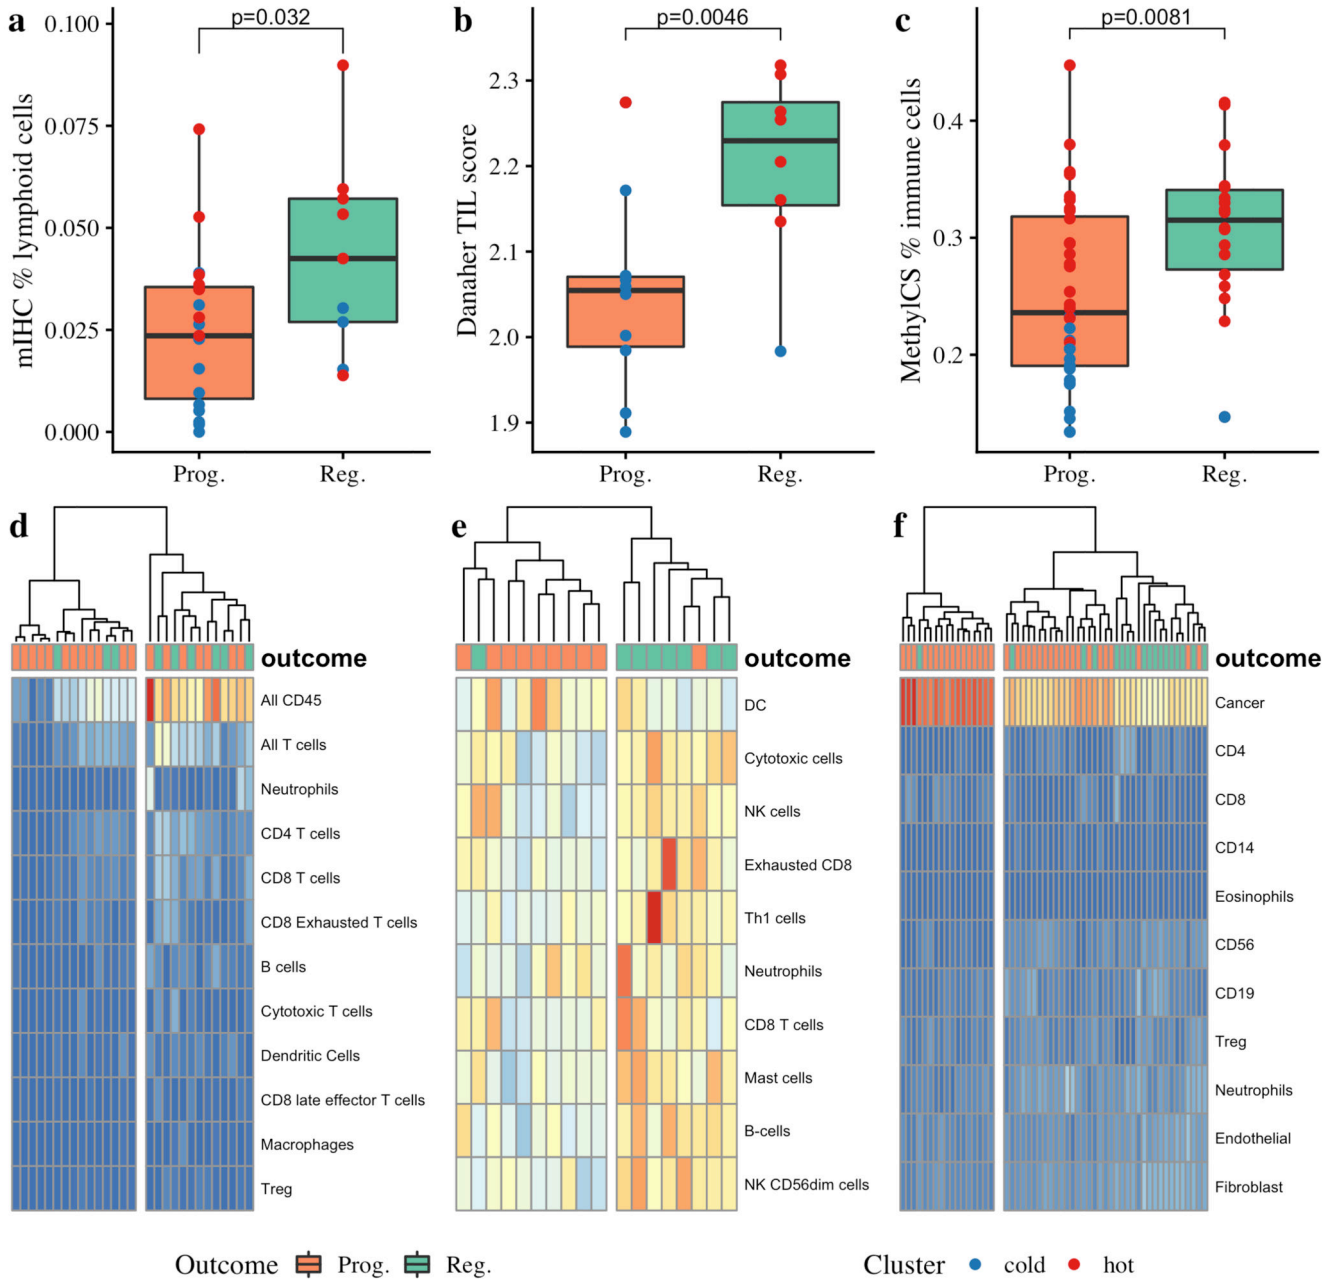 a
p=0.032
mIHC % lymphoid cells
0.100
0.075
0.050
0.025
0.000
Prog.
Reg.
b
p=0.0046
Danaher TIL score
2.3
2.2
2.1
2.0
1.9
Prog.
Reg.
c
p=0.0081
MethylCS % immune cells
0.4
0.3
0.2
Prog.
Reg.
d
outcome
All CD45
All T cells
Neutrophils
CD4 T cells
CD8 T cells
CD8 Exhausted T cells
B cells
Cytotoxic T cells
Dendritic Cells
CD8 late effector T cells
Macrophages
Treg
e
outcome
DC
Cytotoxic cells
NK cells
Exhausted CD8
Th1 cells
Neutrophils
CD8 T cells
Mast cells
B-cells
NK CD56dim cells
f
outcome
Cancer
CD4
CD8
CD14
Eosinophils
CD56
CD19
Treg
Neutrophils
Endothelial
Fibroblast
Outcome Prog. Reg.
Cluster cold hot